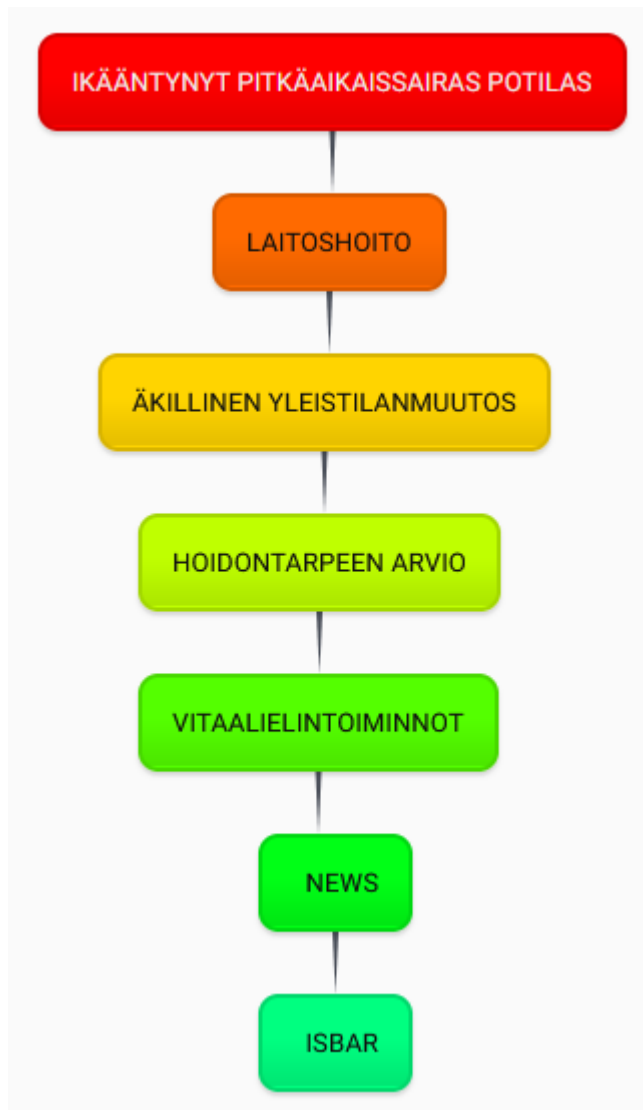 IKÄÄNTYNYT PITKÄAIKAISSAIRAS POTILAS
LAITOSHOITO
ÄKILLINEN YLEISTILANMUUTOS
HOIDONTARPEEN ARVIO
VITAALIELINTOIMINNOT
NEWS
ISBAR